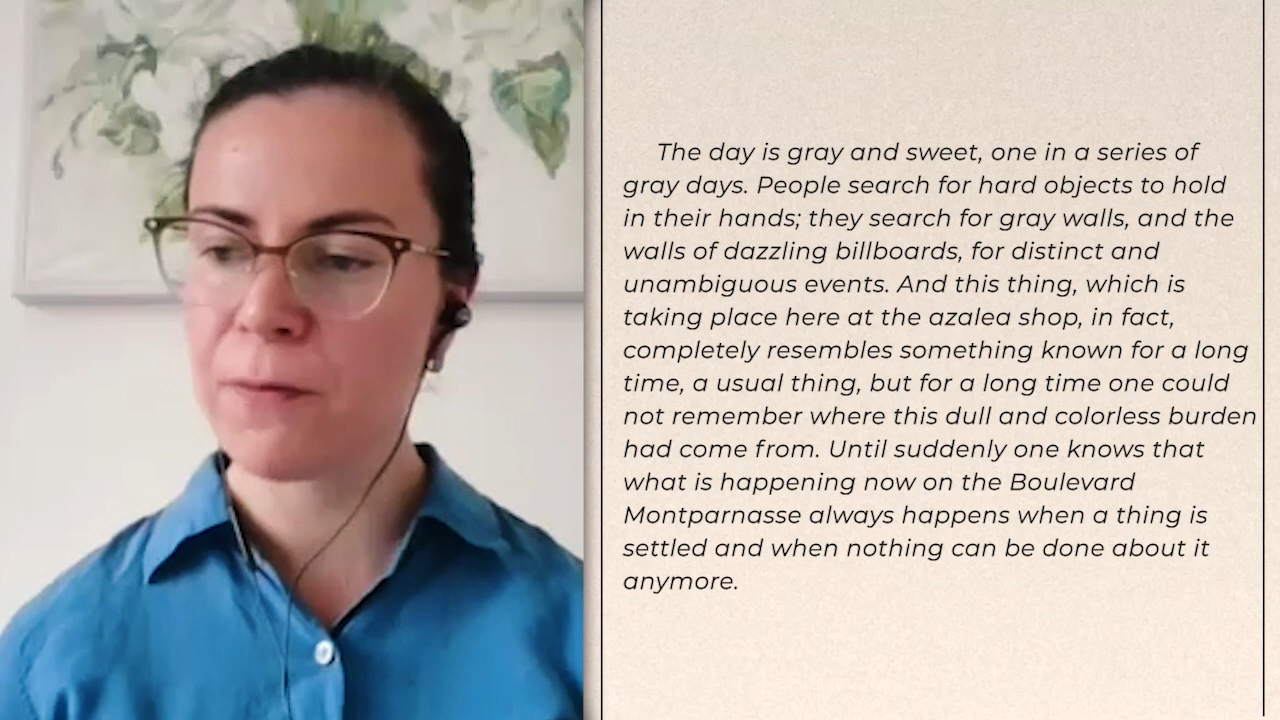 The day is gray and sweet, one in a series of
gray days. People search for hard objects to hold
in their hands; they search for gray walls, and the
walls of dazzling billboards, for distinct and
unambiguous events. And this thing, which is
taking place here at the azalea shop, in fact,
completely resembles something known for a long
time, a usual thing, but for a long time one could
not remember where this dull and colorless burden
had come from. Until suddenly one knows that
what is happening now on the Boulevard
Montparnasse always happens when a thing is
settled and when nothing can be done about it
anymore.